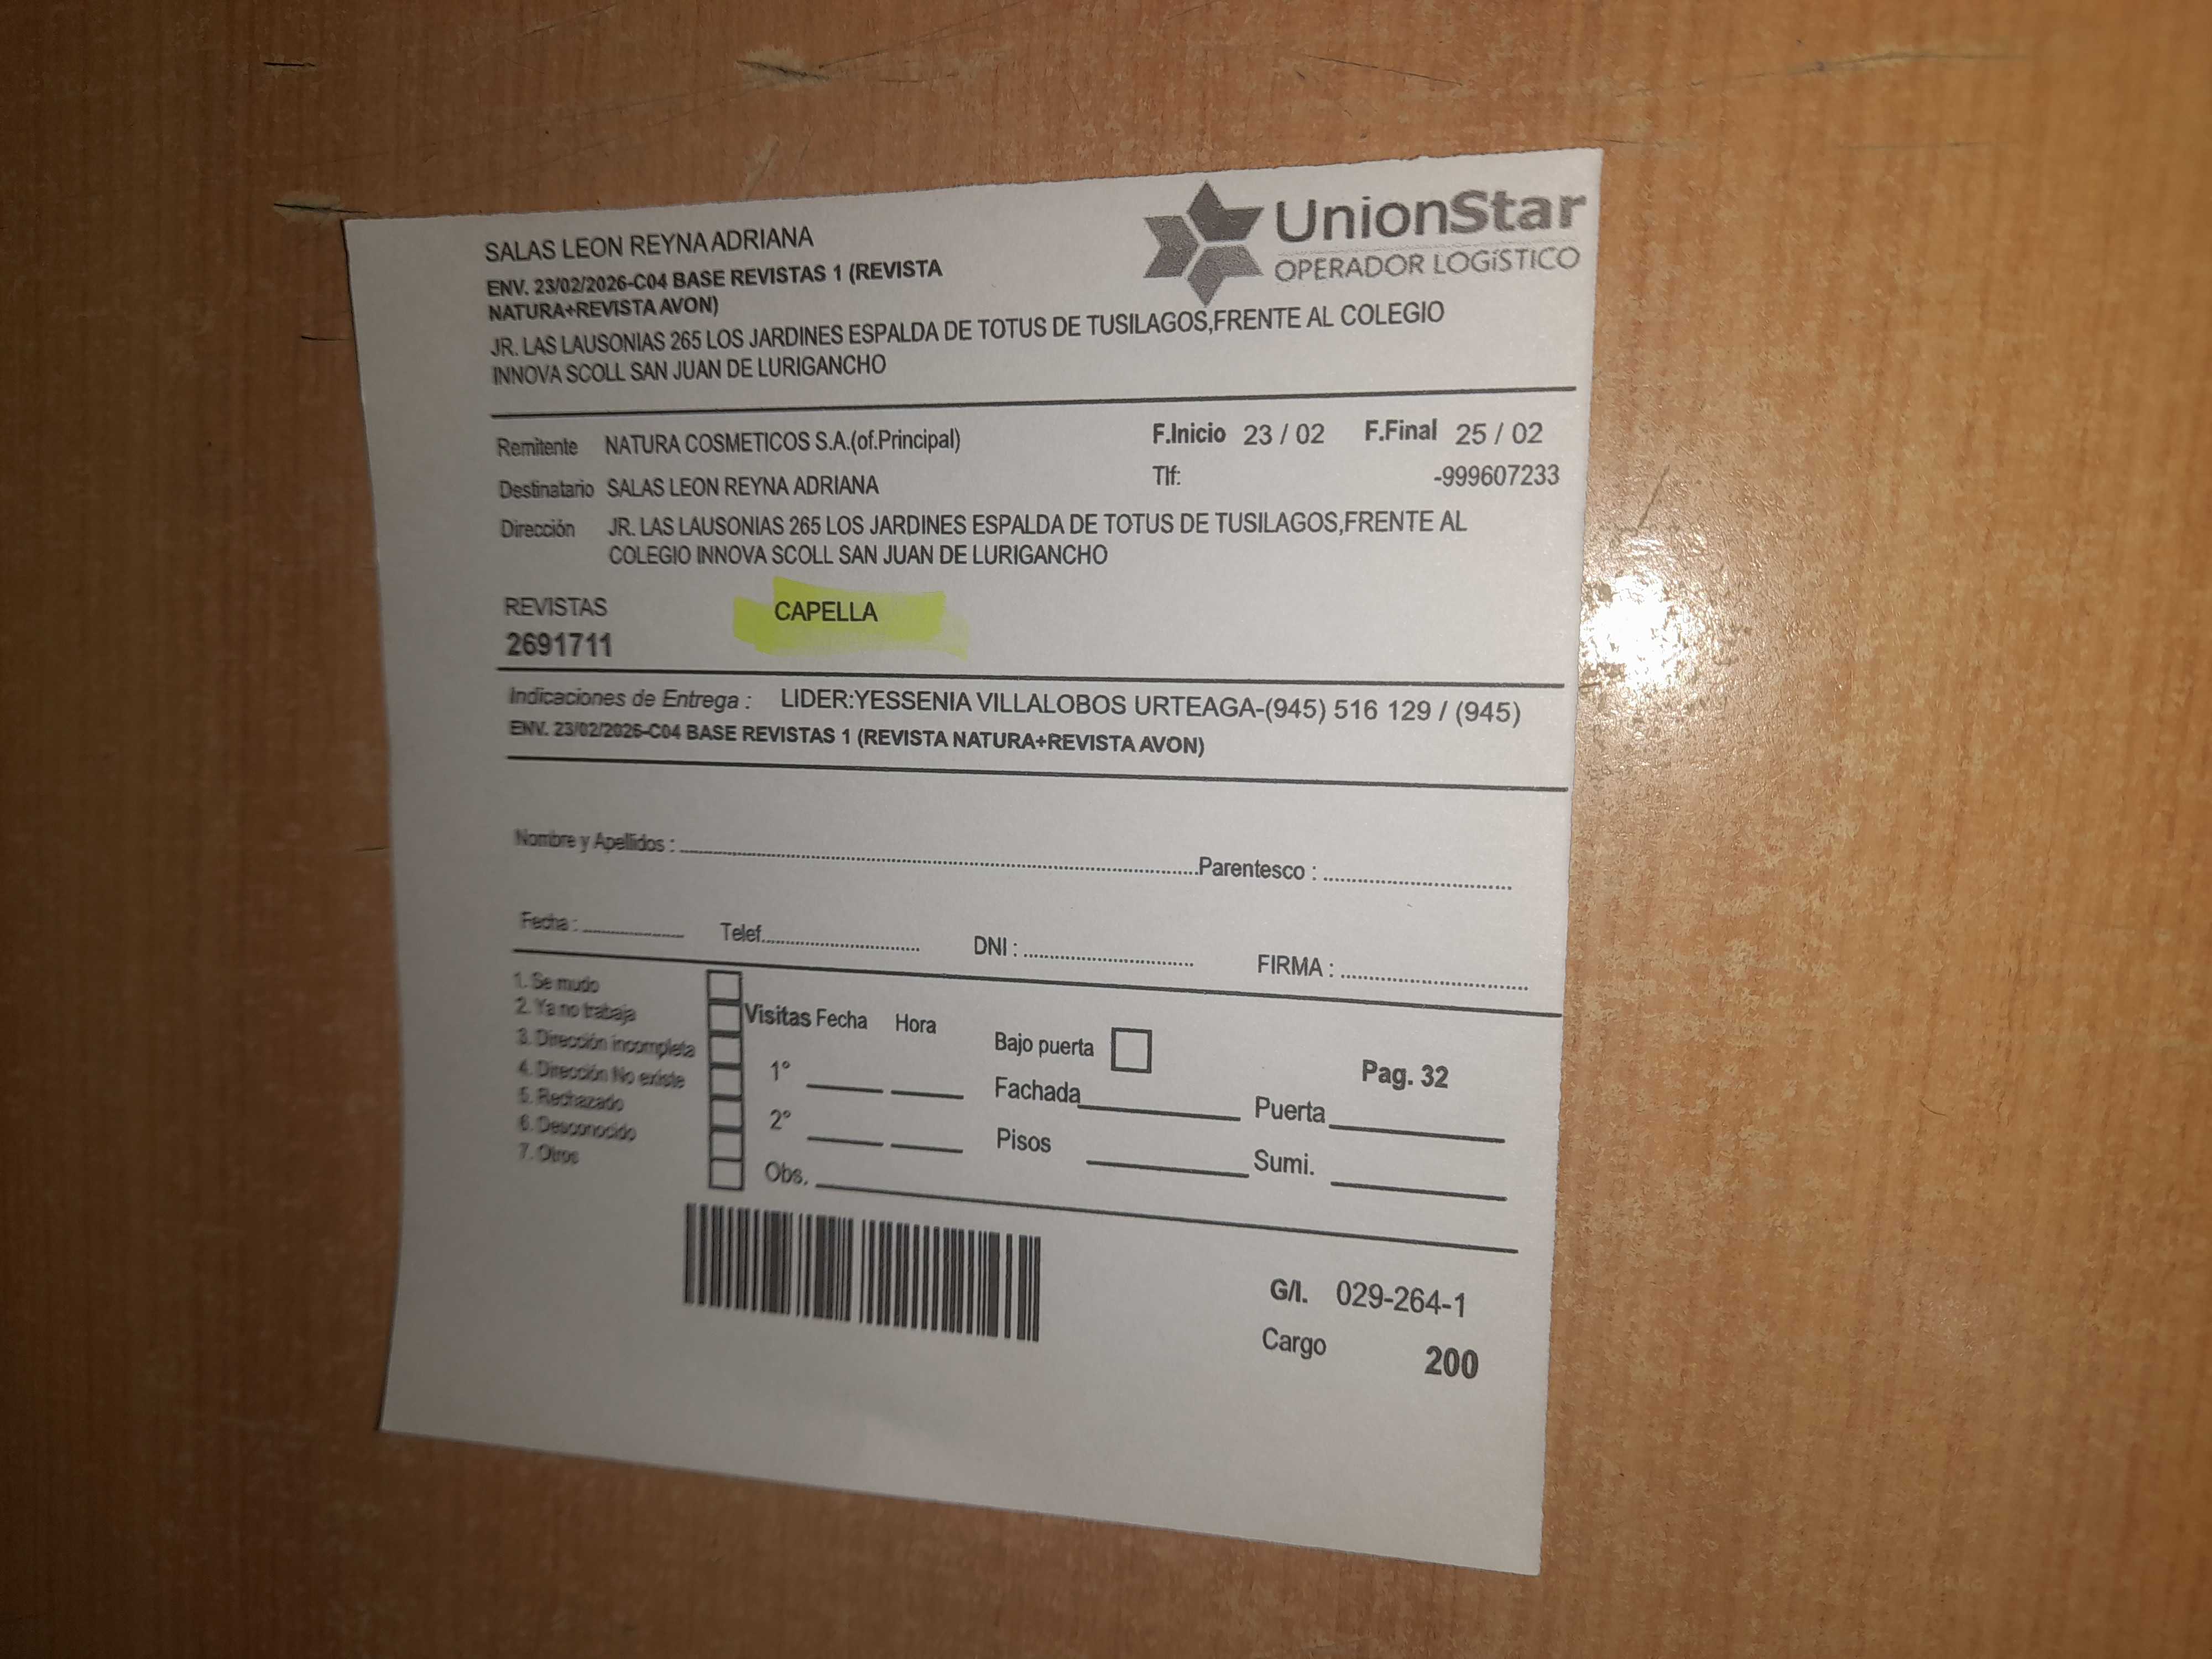 SALAS LEON REYNA ADRIANA
ENV. 23/02/2026-C04 BASE REVISTAS 1 (REVISTA
NATURA+REVISTA AVON)
JR. LAS LAUSONIAS 265 LOS JARDINES ESPALDA DE TOTUS DE TUSILAGOS,FRENTE AL COLEGIO
INNOVA SCOLL SAN JUAN DE LURIGANCHO
UnionStar
OPERADOR LOGíSTICO
Remitente NATURA COSMETICOS S.A.(of.Principal) F.Inicio 23 / 02 F.Final 25 / 02
Destinatario SALAS LEON REYNA ADRIANA Tlf: -999607233
Dirección JR. LAS LAUSONIAS 265 LOS JARDINES ESPALDA DE TOTUS DE TUSILAGOS,FRENTE AL
COLEGIO INNOVA SCOLL SAN JUAN DE LURIGANCHO
REVISTAS CAPELLA
2691711
Indicaciones de Entrega : LIDER:YESSENIA VILLALOBOS URTEAGA-(945) 516 129 / (945)
ENV. 23/02/2026-C04 BASE REVISTAS 1 (REVISTA NATURA+REVISTA AVON)
Nombre y Apellidos : Parentesco :
Fecha : Telef. DNI : FIRMA :
1. Se mudo
2. Ya no trabaja
3. Dirección incompleta
4. Dirección No existe
5. Rechazado
6. Desconocido
7. Otros
Visitas Fecha Hora
1°
2°
Obs.
Bajo puerta
Fachada Puerta
Pisos Sumi.
Pag. 32
G/I. 029-264-1
Cargo 200